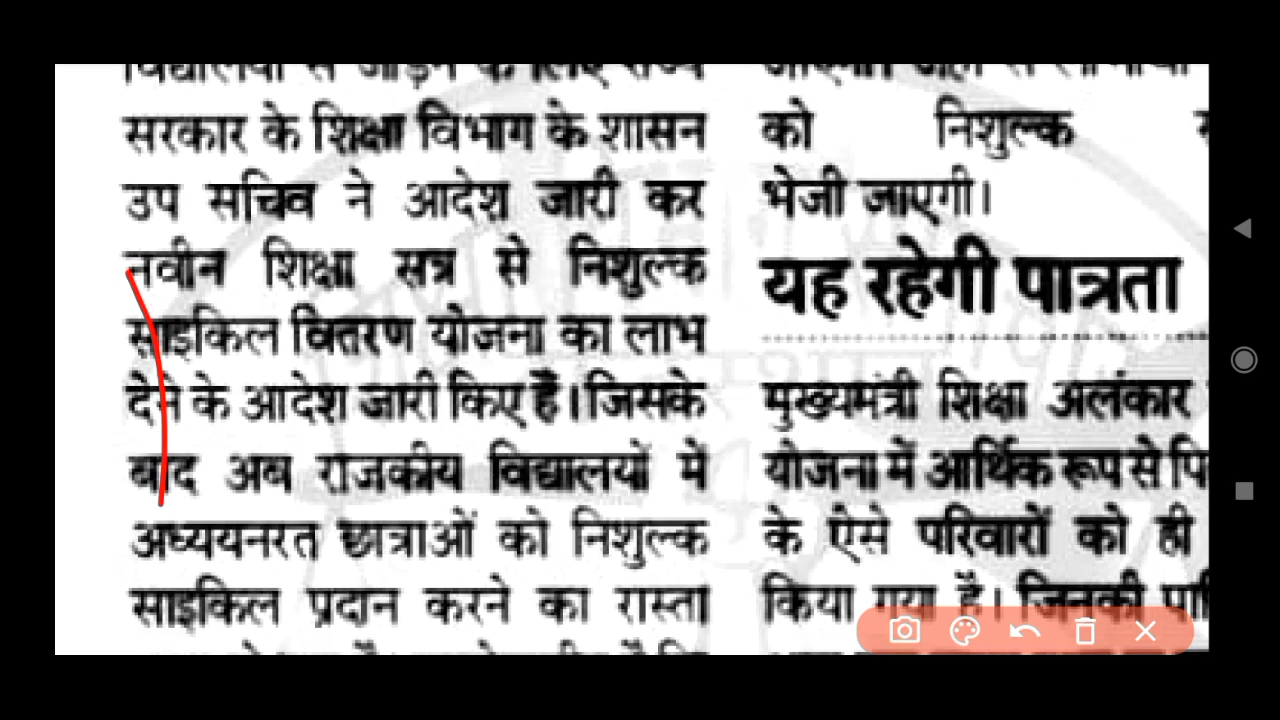 सरकार के शिक्षा विभाग के शासन
उप सचिव ने आदेश जारी कर
नवीन शिक्षा सत्र से निशुल्क
साइकिल वितरण योजना का लाभ
देने के आदेश जारी किए हैं। जिसके
बाद अब राजकीय विद्यालयों में
अध्ययनरत छात्राओं को निशुल्क
साइकिल प्रदान करने का रास्ता
को निशुल्क
भेजी जाएगी।
यह रहेगी पात्रता
मुख्यमंत्री शिक्षा अलंकार
योजना में आर्थिक रूप से
के ऐसे परिवारों को ही
किया गया है। जिनकी